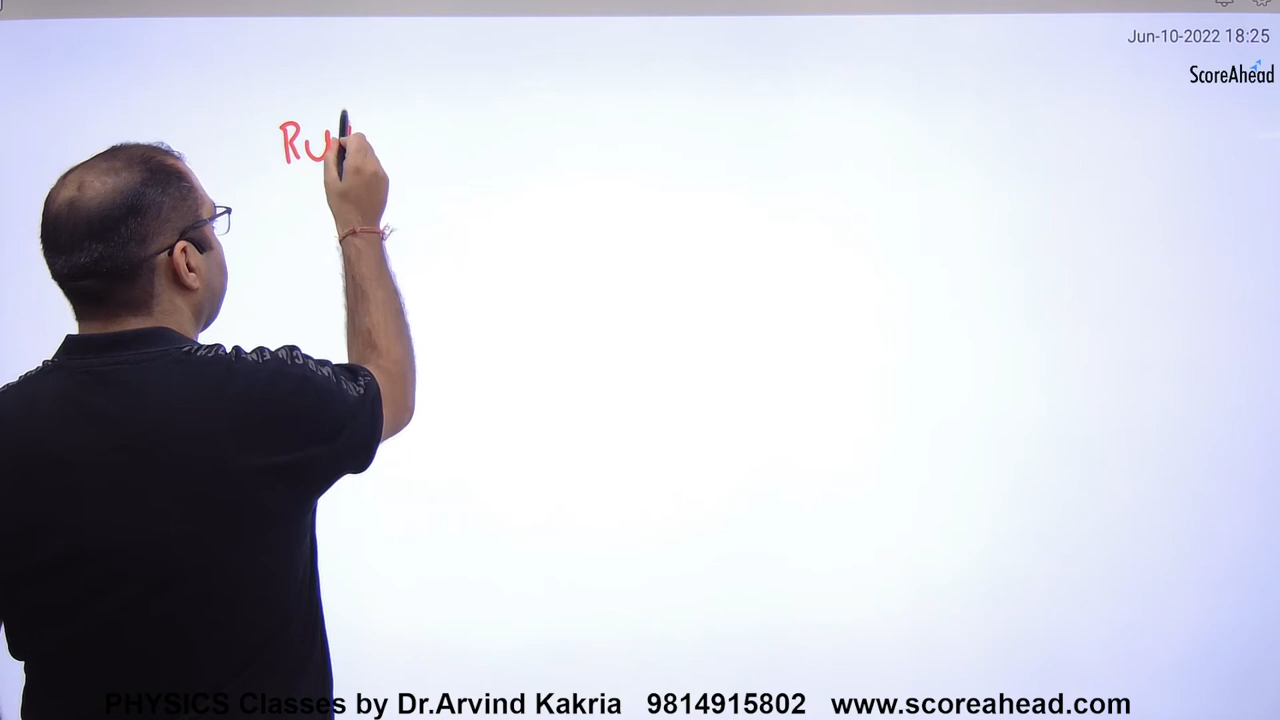 Jun-10-2022 18:25
ScoreAhead
Ru
PHYSICS Classes by Dr.Arvind Kakria 9814915802 www.scoreahead.com